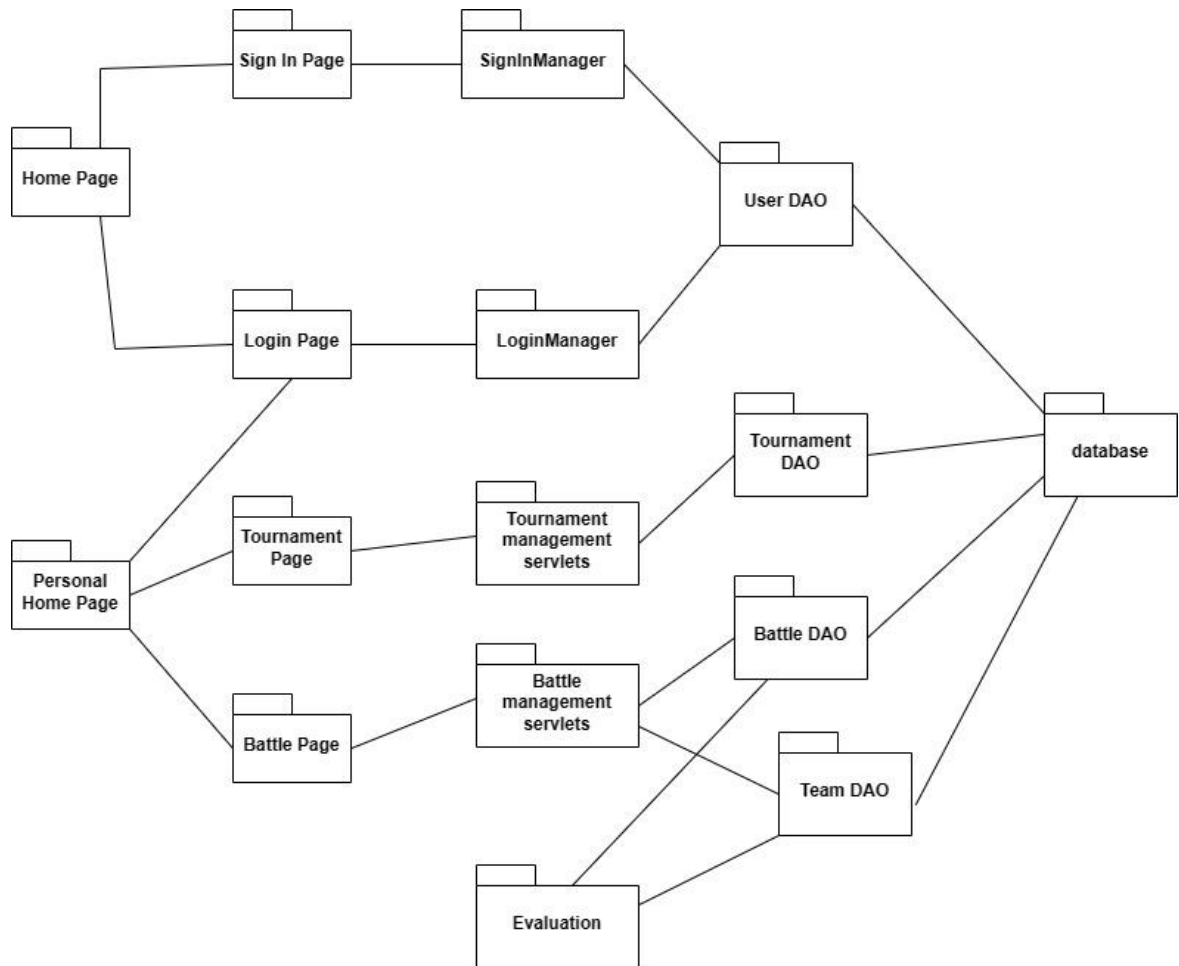 Sign In Page
SignInManager
Home Page
User DAO
Login Page
LoginManager
Tournament
DAO
database
Tournament
Page
Tournament
management
servlets
Personal
Home Page
Battle DAO
Battle Page
Battle
management
servlets
Team DAO
Evaluation